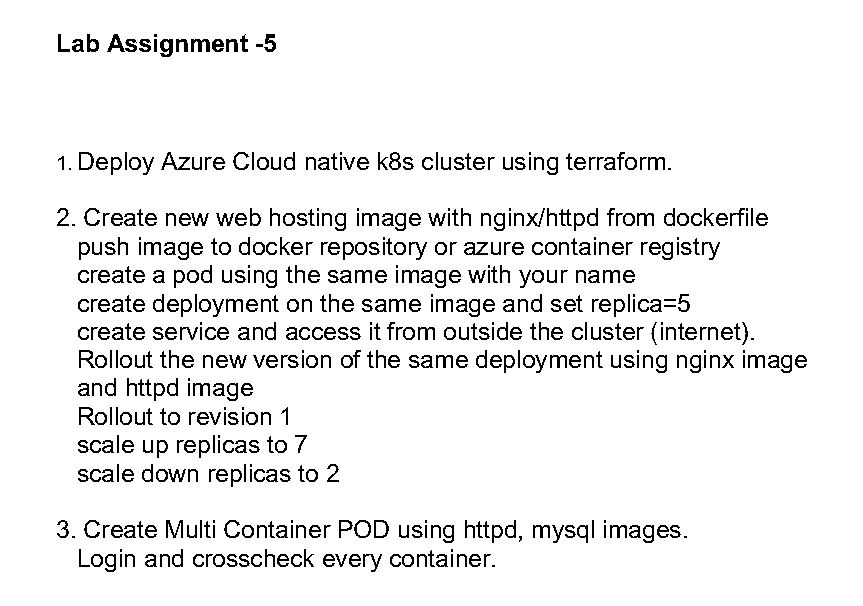 Lab Assignment -5
1. Deploy Azure Cloud native k8s cluster using terraform.
2. Create new web hosting image with nginx/httpd from dockerfile
push image to docker repository or azure container registry
create a pod using the same image with your name
create deployment on the same image and set replica=5
create service and access it from outside the cluster (internet).
Rollout the new version of the same deployment using nginx image
and httpd image
Rollout to revision 1
scale up replicas to 7
scale down replicas to 2
3. Create Multi Container POD using httpd, mysql images.
Login and crosscheck every container.